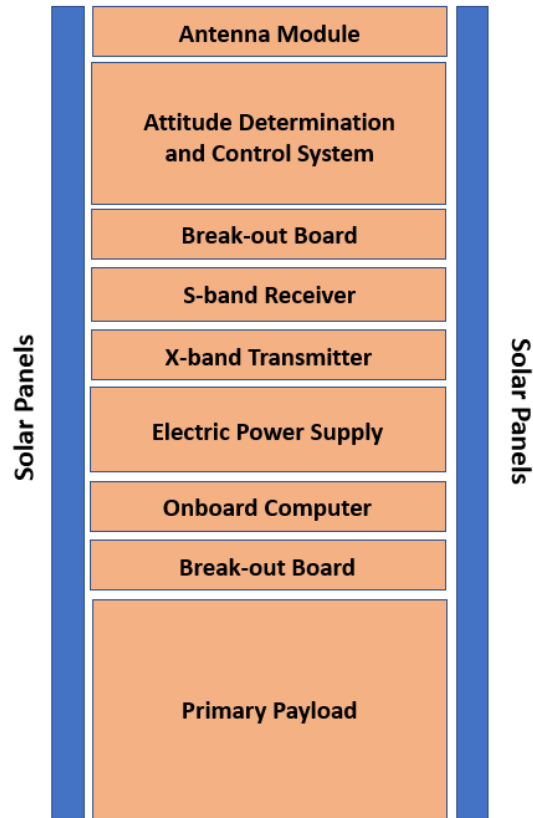 Antenna Module
Attitude Determination
and Control System
Break-out Board
S-band Receiver
X-band Transmitter
Electric Power Supply
Onboard Computer
Break-out Board
Primary Payload
Solar Panels
Solar Panels